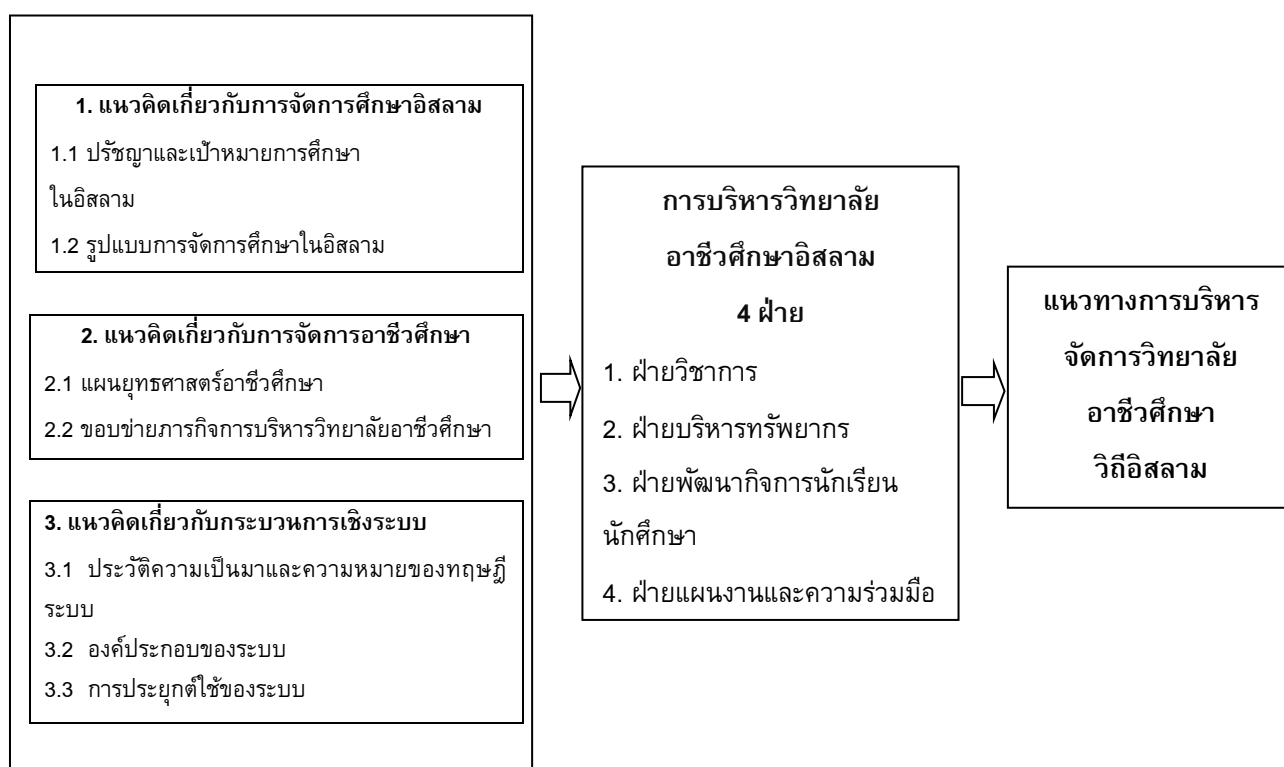 1. แนวคิดเกี่ยวกับการจัดการศึกษาอิสลาม
1.1 ปรัชญาและเป้าหมายการศึกษา
ในอิสลาม
1.2 รูปแบบการจัดการศึกษาในอิสลาม
2. แนวคิดเกี่ยวกับการจัดการอาชีวศึกษา
2.1 แผนยุทธศาสตร์อาชีวศึกษา
2.2 ขอบข่ายภารกิจการบริหารวิทยาลัยอาชีวศึกษา
3. แนวคิดเกี่ยวกับกระบวนการเชิงระบบ
3.1 ประวัติความเป็นมาและความหมายของทฤษฎี
ระบบ
3.2 องค์ประกอบของระบบ
3.3 การประยุกต์ใช้ของระบบ
การบริหารวิทยาลัย
อาชีวศึกษาอิสลาม
4 ฝ่าย
1. ฝ่ายวิชาการ
2. ฝ่ายบริหารทรัพยากร
3. ฝ่ายพัฒนากิจการนักเรียน
นักศึกษา
4. ฝ่ายแผนงานและความร่วมมือ
แนวทางการบริหาร
จัดการวิทยาลัย
อาชีวศึกษา
วิถีอิสลาม